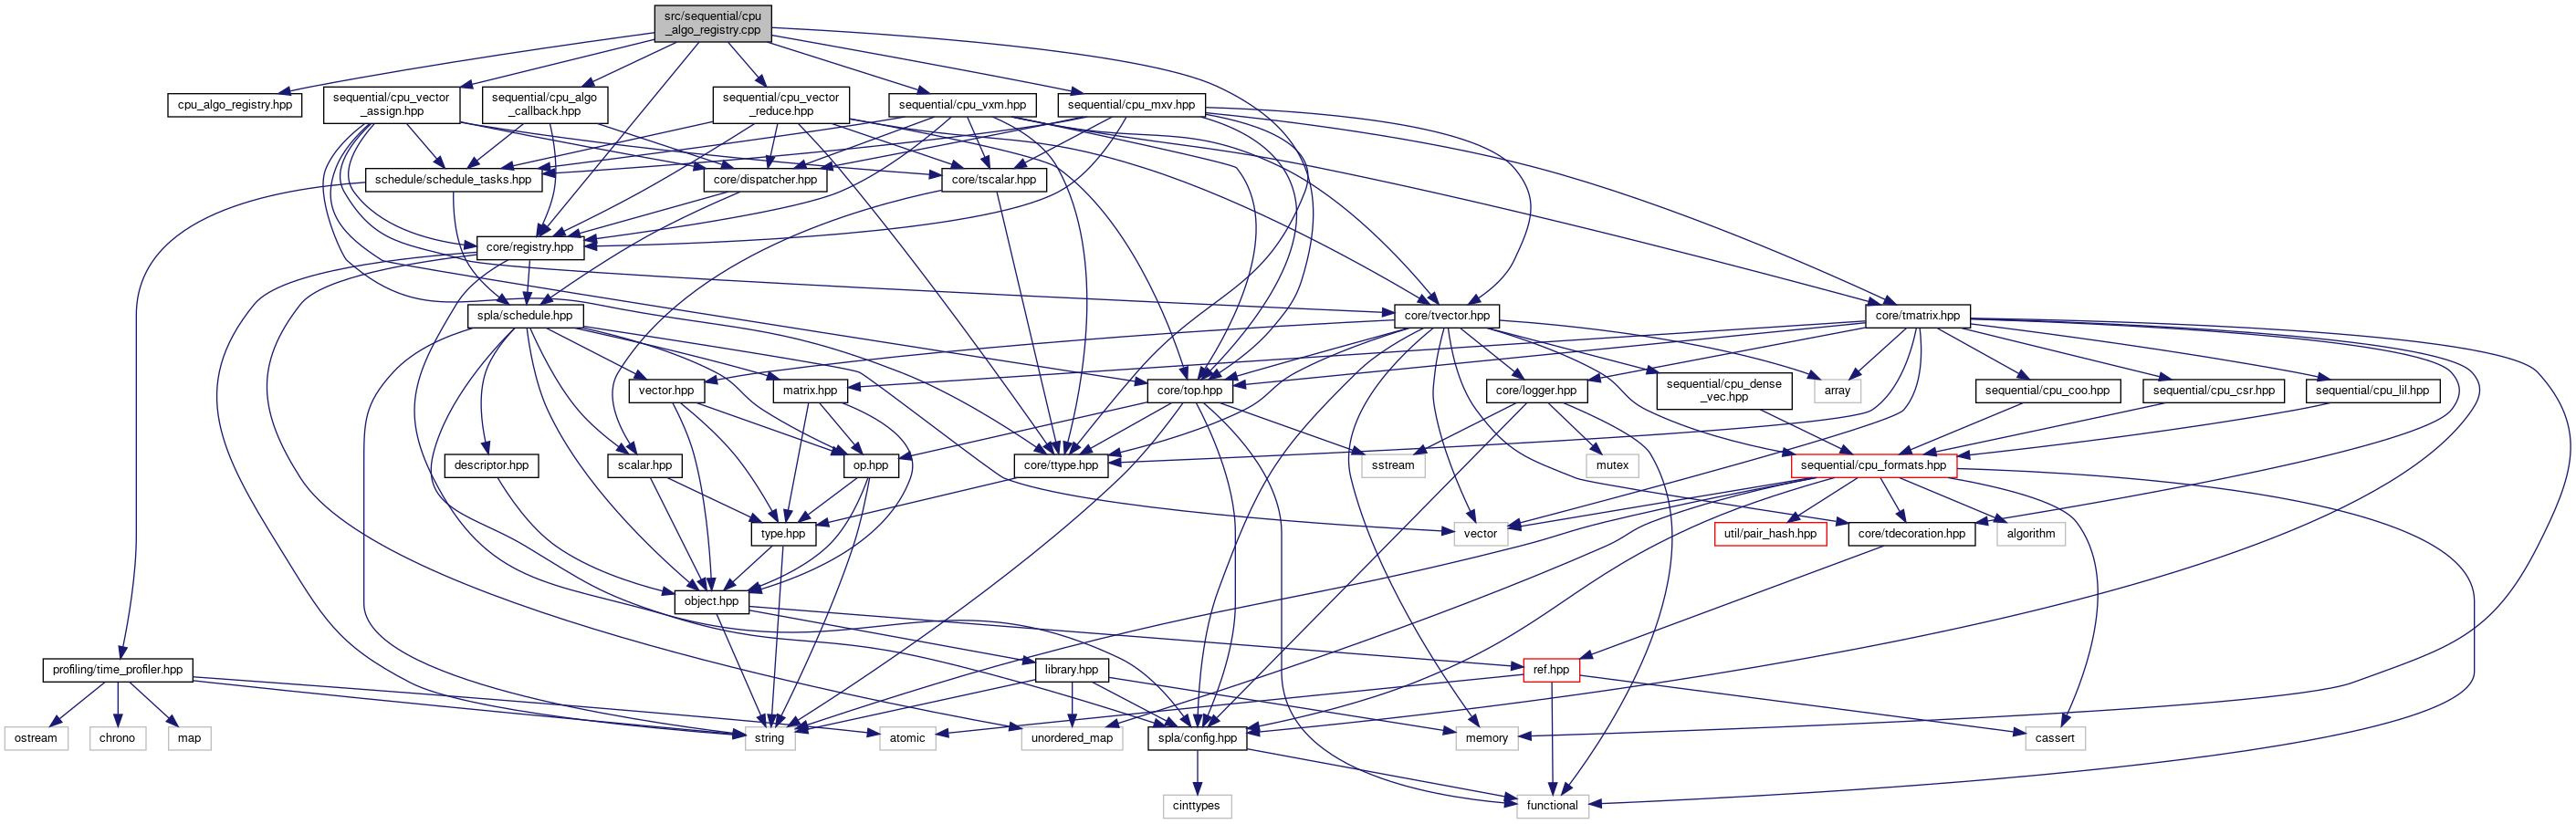 src/sequential/cpu
_algo_registry.cpp
cpu_algo_registry.hpp
sequential/cpu_vector
_assign.hpp
sequential/cpu_algo
_callback.hpp
sequential/cpu_vector
_reduce.hpp
sequential/cpu_vxm.hpp
sequential/cpu_mxv.hpp
schedule/schedule_tasks.hpp
core/dispatcher.hpp
core/tscalar.hpp
core/registry.hpp
spla/schedule.hpp
core/tvector.hpp
core/tmatrix.hpp
vector.hpp
matrix.hpp
core/top.hpp
core/logger.hpp
sequential/cpu_dense
_vec.hpp
array
sequential/cpu_coo.hpp
sequential/cpu_csr.hpp
sequential/cpu_lil.hpp
descriptor.hpp
scalar.hpp
op.hpp
core/ttype.hpp
sstream
mutex
sequential/cpu_formats.hpp
type.hpp
vector
util/pair_hash.hpp
core/tdecoration.hpp
algorithm
object.hpp
profiling/time_profiler.hpp
library.hpp
ref.hpp
ostream
chrono
map
string
atomic
unordered_map
spla/config.hpp
memory
cassert
cinttypes
functional